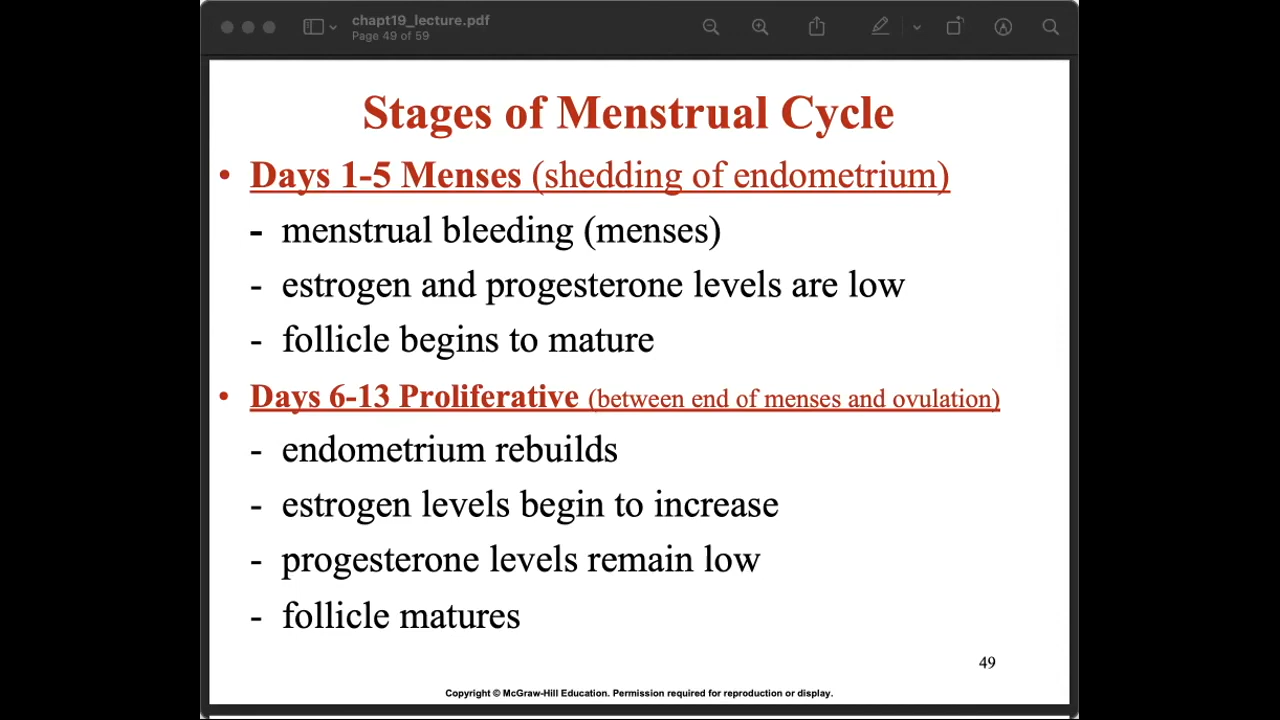 chapt19_lecture.pdf
Page 49 of 59
Stages of Menstrual Cycle
• Days 1-5 Menses (shedding of endometrium)
- menstrual bleeding (menses)
- estrogen and progesterone levels are low
- follicle begins to mature
• Days 6-13 Proliferative (between end of menses and ovulation)
- endometrium rebuilds
- estrogen levels begin to increase
- progesterone levels remain low
- follicle matures
49
Copyright © McGraw-Hill Education. Permission required for reproduction or display.